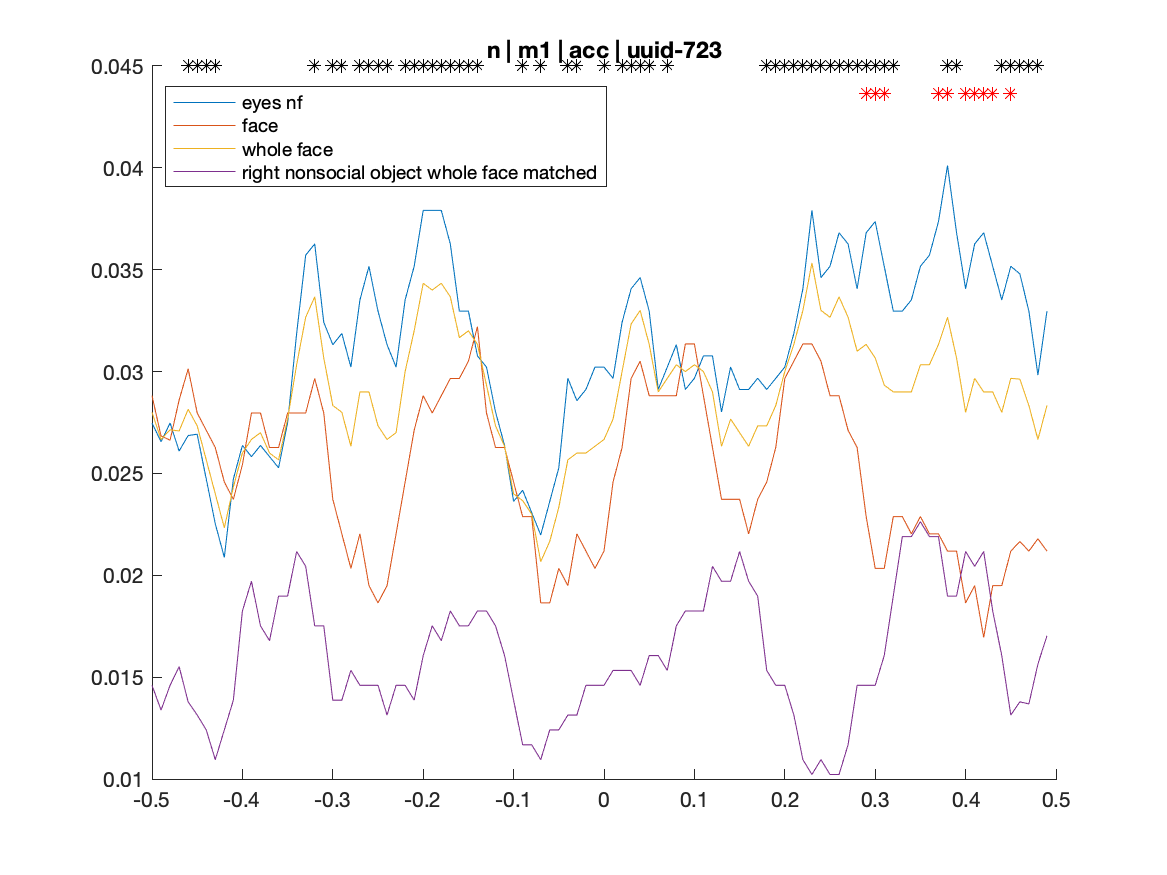 n | m1 | acc | uuid-723
0.045
eyes nf
face
whole face
right nonsocial object whole face matched
0.04
0.035
0.03
0.025
0.02
0.015
0.01
-0.5 -0.4 -0.3 -0.2 -0.1 0 0.1 0.2 0.3 0.4 0.5